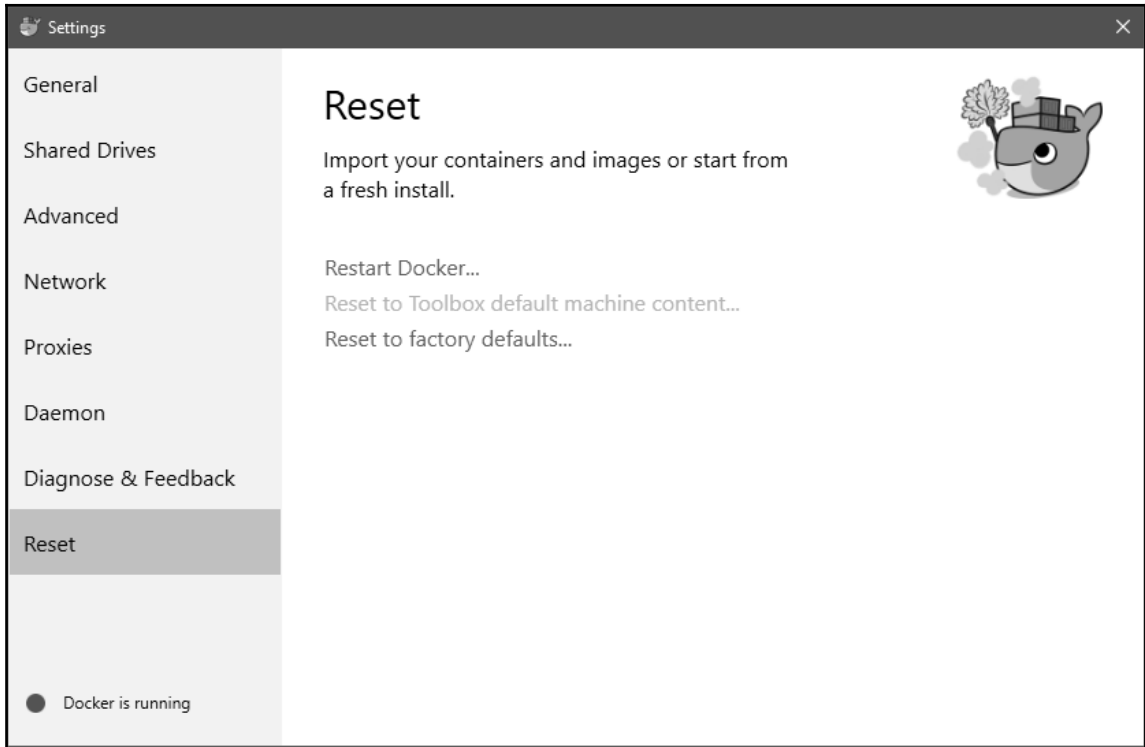 Settings
General
Shared Drives
Advanced
Network
Proxies
Daemon
Diagnose & Feedback
Reset
Docker is running
Reset
Import your containers and images or start from
a fresh install.
Restart Docker...
Reset to Toolbox default machine content...
Reset to factory defaults...